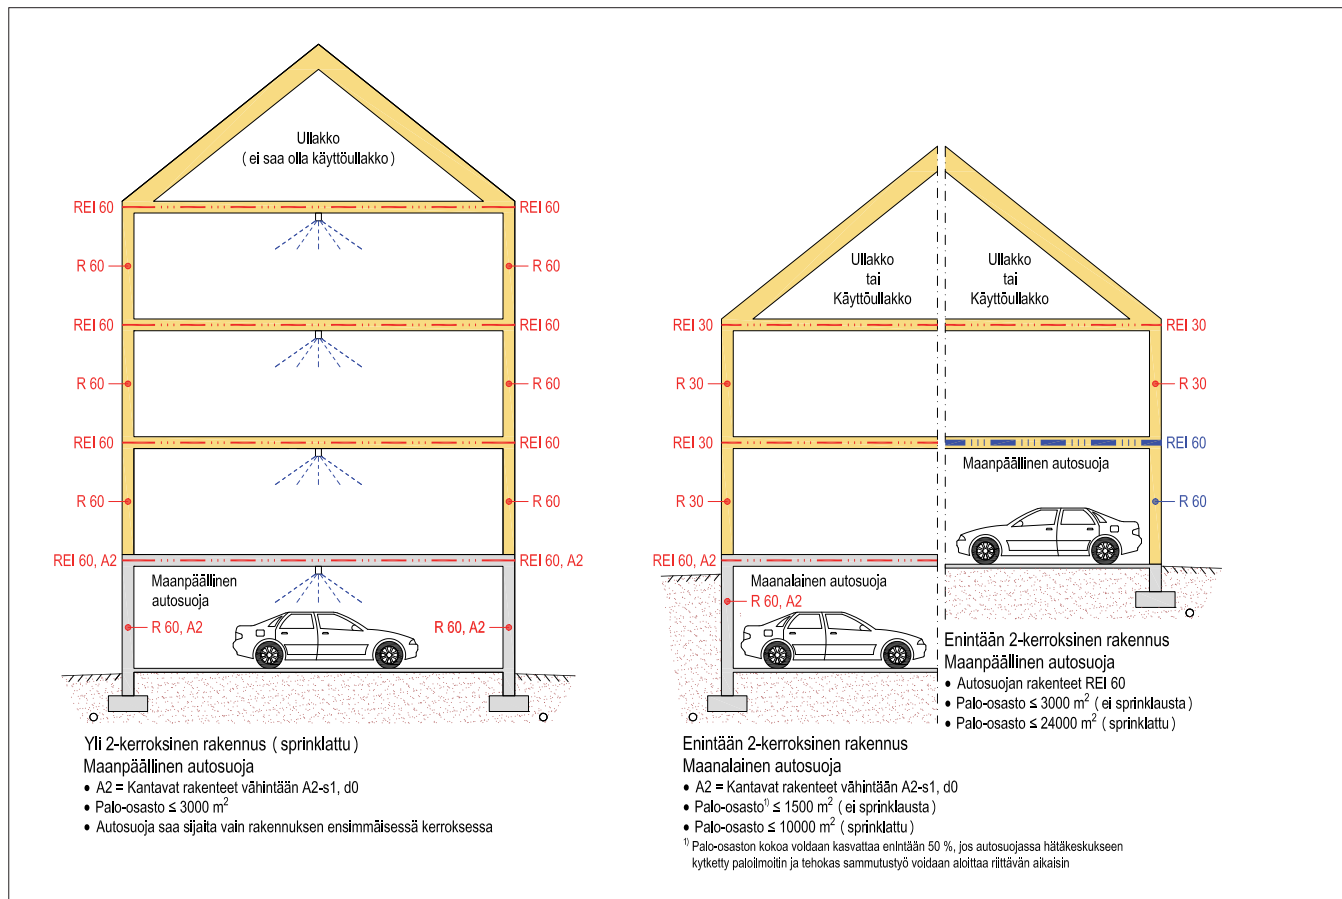 Ullakko
( ei saa olla käyttöullakko )
REI 60
REI 60
R 60
R 60
REI 60
REI 60
R 60
R 60
REI 60
REI 60
R 60
R 60
REI 60, A2
REI 60, A2
Maanpäällinen
autosuoja
R 60, A2
R 60, A2
Yli 2-kerroksinen rakennus ( sprinklattu )
Maanpäällinen autosuoja
• A2 = Kantavat rakenteet vähintään A2-s1, d0
• Palo-osasto ≤ 3000 m²
• Autosuoja saa sijaita vain rakennuksen ensimmäisessä kerroksessa
Ullakko
tai
Käyttöullakko
REI 30
R 30
REI 30
R 30
REI 60, A2
Maanalainen autosuoja
R 60, A2
Enintään 2-kerroksinen rakennus
Maanalainen autosuoja
• A2 = Kantavat rakenteet vähintään A2-s1, d0
• Palo-osasto¹⁾ ≤ 1500 m² ( ei sprinklausta )
• Palo-osasto ≤ 10000 m² ( sprinklattu )
¹⁾ Palo-osaston kokoa voidaan kasvattaa enintään 50 %, jos autosuojassa hätäkeskukseen
kytketty paloilmoitin ja tehokas sammutustyö voidaan aloittaa riittävän aikaisin
Ullakko
tai
Käyttöullakko
REI 30
R 30
REI 60
Maanpäällinen autosuoja
R 60
Enintään 2-kerroksinen rakennus
Maanpäällinen autosuoja
• Autosuojan rakenteet REI 60
• Palo-osasto ≤ 3000 m² ( ei sprinklausta )
• Palo-osasto ≤ 24000 m² ( sprinklattu )